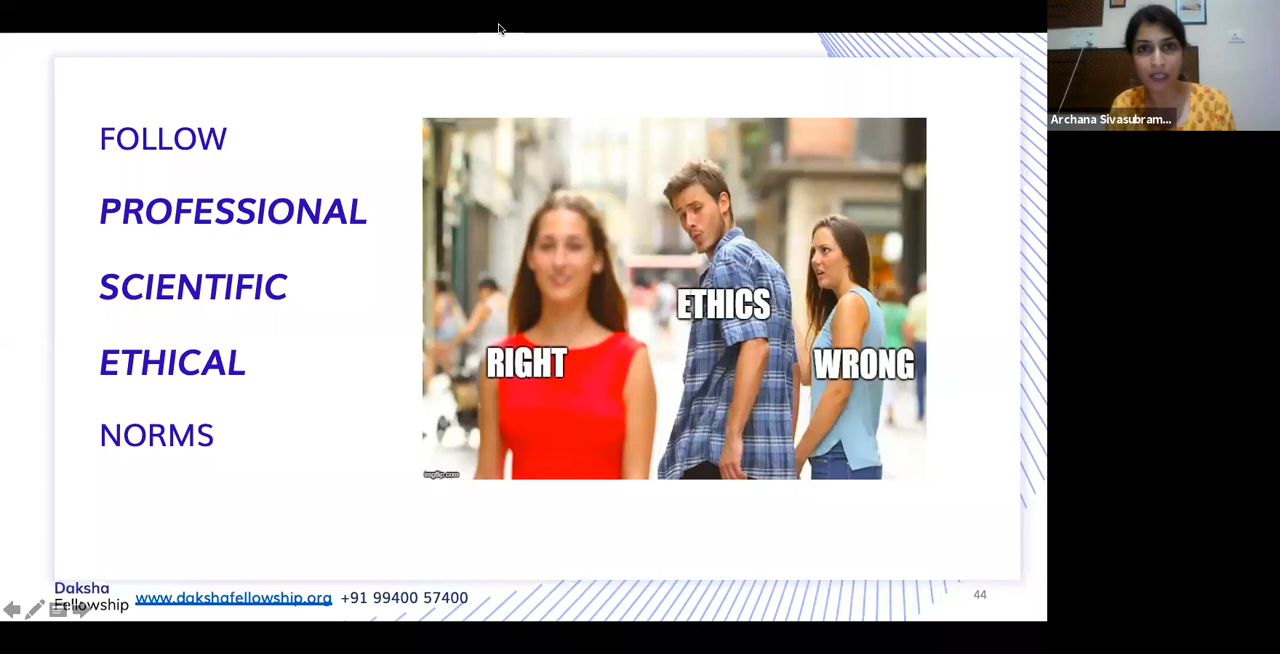 FOLLOW
PROFESSIONAL
SCIENTIFIC
ETHICAL
NORMS
ETHICS
RIGHT
WRONG
imgflip.com
Archana Sivasubram...
Daksha
Fellowship
www.dakshafellowship.org +91 99400 57400
44